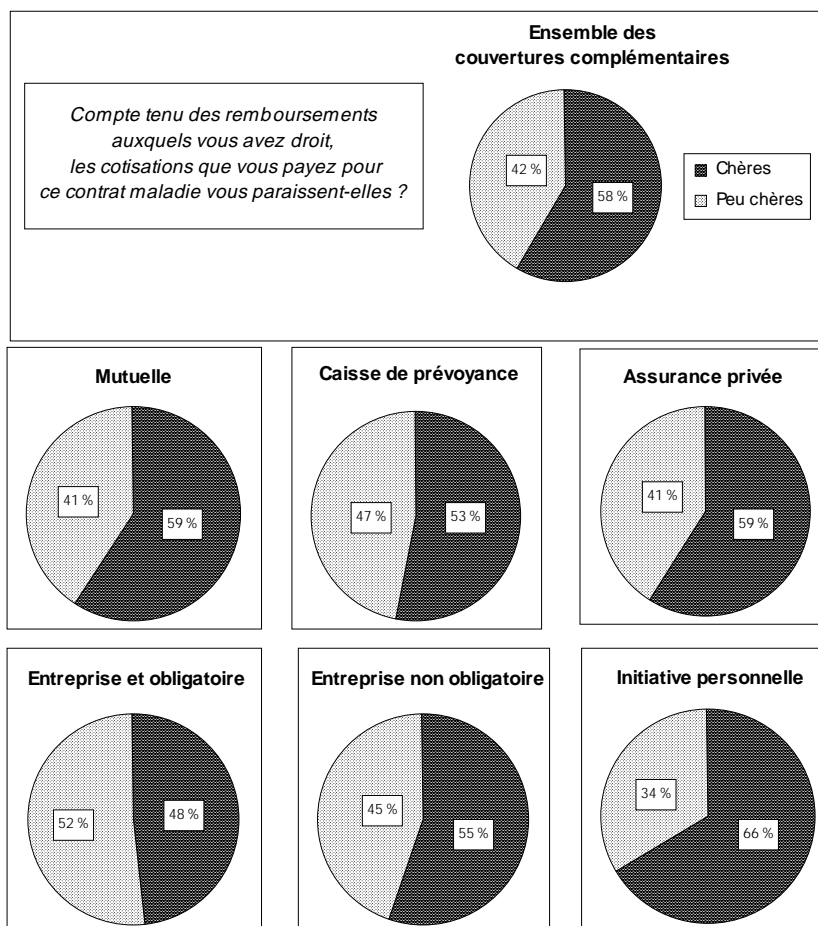 Ensemble des
couvertures complémentaires
Compte tenu des remboursements
auxquels vous avez droit,
les cotisations que vous payez pour
ce contrat maladie vous paraissent-elles ?
42 %
58 %
Chères
Peu chères
Mutuelle
41 %
59 %
Caisse de prévoyance
47 %
53 %
Assurance privée
41 %
59 %
Entreprise et obligatoire
52 %
48 %
Entreprise non obligatoire
45 %
55 %
Initiative personnelle
34 %
66 %